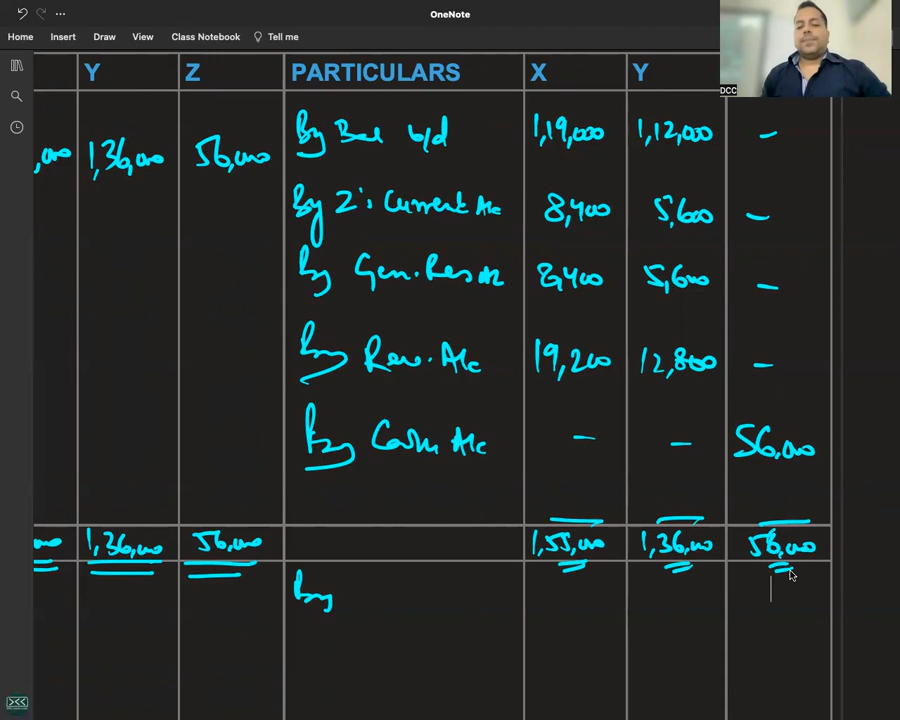 OneNote
Home Insert Draw View Class Notebook Tell me
DCC
Y Z PARTICULARS X Y
By Bal b/d 1,19,000 1,12,000 -
,000 1,36,000 56,000
By Z's Current A/c 8,400 5,600 -
By Gen. Res A/c 8,400 5,600 -
By Rev. A/c 19,200 12,800 -
By Cash A/c - - 56,000
000 1,36,000 56,000 1,55,000 1,36,000 56,000
By